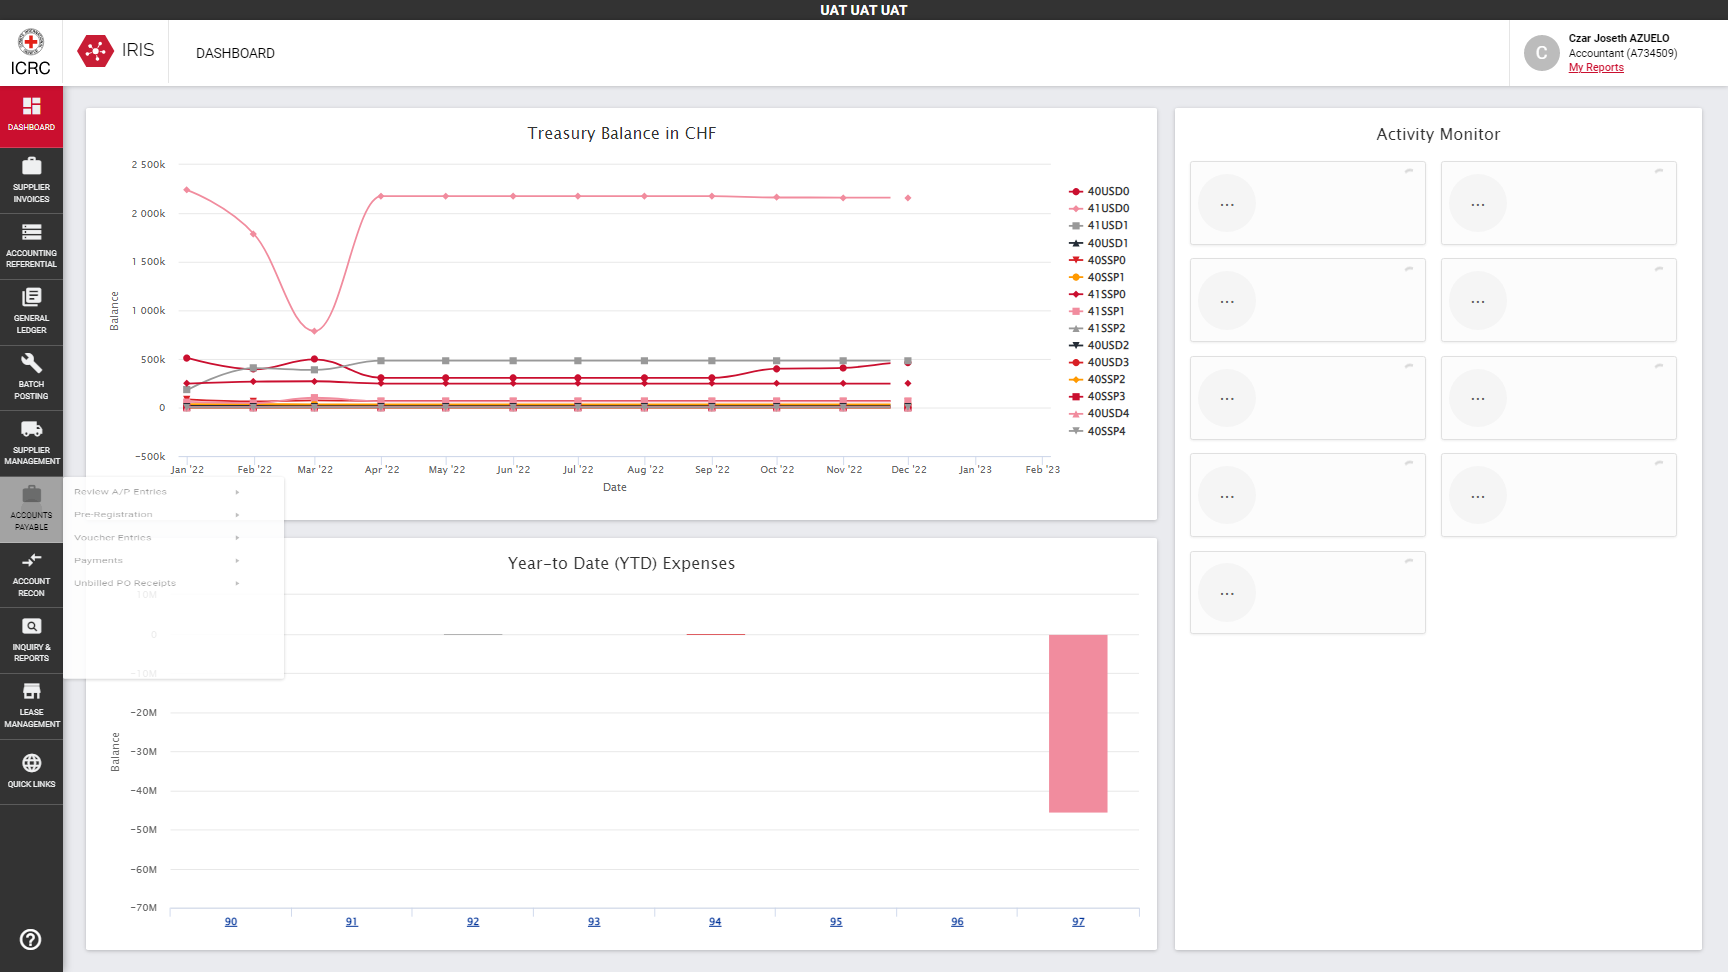 UAT UAT UAT
ICRC
IRIS
DASHBOARD
C
Czar Joseth AZUELO
Accountant (A734509)
My Reports
DASHBOARD
SUPPLIER
INVOICES
ACCOUNTING
REFERENTIAL
GENERAL
LEDGER
BATCH
POSTING
SUPPLIER
MANAGEMENT
ACCOUNTS
PAYABLE
ACCOUNT
RECON
INQUIRY &
REPORTS
LEASE
MANAGEMENT
QUICK LINKS
Review A/P Entries
Pre-Registration
Voucher Entries
Payments
Unbilled PO Receipts
Treasury Balance in CHF
Balance
2 500k
2 000k
1 500k
1 000k
500k
0
-500k
Jan '22 Feb '22 Mar '22 Apr '22 May '22 Jun '22 Jul '22 Aug '22 Sep '22 Oct '22 Nov '22 Dec '22 Jan '23 Feb '23
Date
40USD0
41USD0
41USD1
40USD1
40SSP0
40SSP1
41SSP0
41SSP1
41SSP2
40USD2
40USD3
40SSP2
40SSP3
40USD4
40SSP4
Year-to Date (YTD) Expenses
Balance
10M
0
-10M
-20M
-30M
-40M
-50M
-60M
-70M
90 91 92 93 94 95 96 97
Activity Monitor
... ...
... ...
... ...
... ...
...